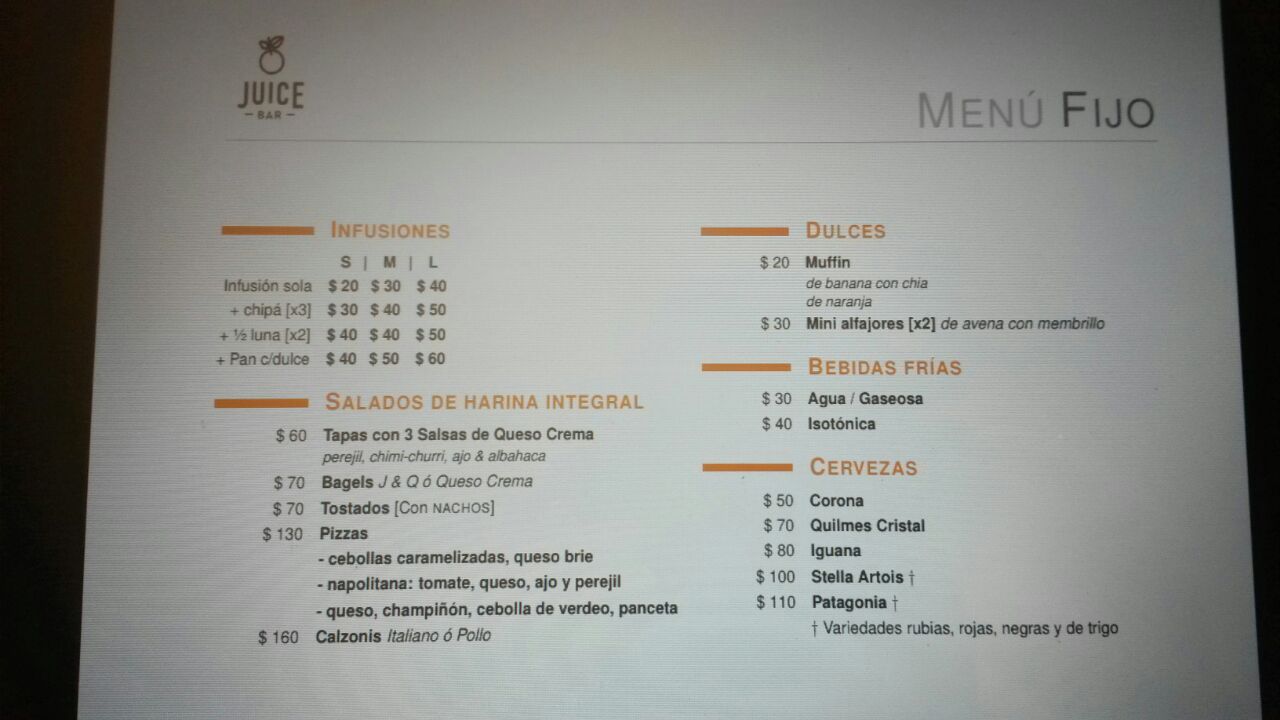 JUICE
BAR
MENÚ FIJO
INFUSIONES
S | M | L
Infusión sola $ 20 $ 30 $ 40
+ chipá [x3] $ 30 $ 40 $ 50
+ ½ luna [x2] $ 40 $ 40 $ 50
+ Pan c/dulce $ 40 $ 50 $ 60
SALADOS DE HARINA INTEGRAL
$ 60 Tapas con 3 Salsas de Queso Crema
perejil, chimi-churri, ajo & albahaca
$ 70 Bagels J & Q ó Queso Crema
$ 70 Tostados [Con NACHOS]
$ 130 Pizzas
- cebollas caramelizadas, queso brie
- napolitana: tomate, queso, ajo y perejil
- queso, champiñón, cebolla de verdeo, panceta
$ 160 Calzonis Italiano ó Pollo
DULCES
$ 20 Muffin
de banana con chia
de naranja
$ 30 Mini alfajores [x2] de avena con membrillo
BEBIDAS FRÍAS
$ 30 Agua / Gaseosa
$ 40 Isotónica
CERVEZAS
$ 50 Corona
$ 70 Quilmes Cristal
$ 80 Iguana
$ 100 Stella Artois †
$ 110 Patagonia †
† Variedades rubias, rojas, negras y de trigo